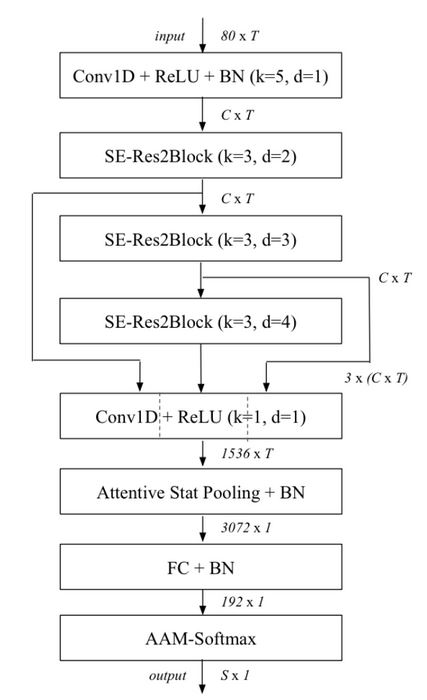 input 80 x T
Conv1D + ReLU + BN (k=5, d=1)
C x T
SE-Res2Block (k=3, d=2)
C x T
SE-Res2Block (k=3, d=3)
C x T
SE-Res2Block (k=3, d=4)
3 x (C x T)
Conv1D + ReLU (k=1, d=1)
1536 x T
Attentive Stat Pooling + BN
3072 x 1
FC + BN
192 x 1
AAM-Softmax
output S x 1